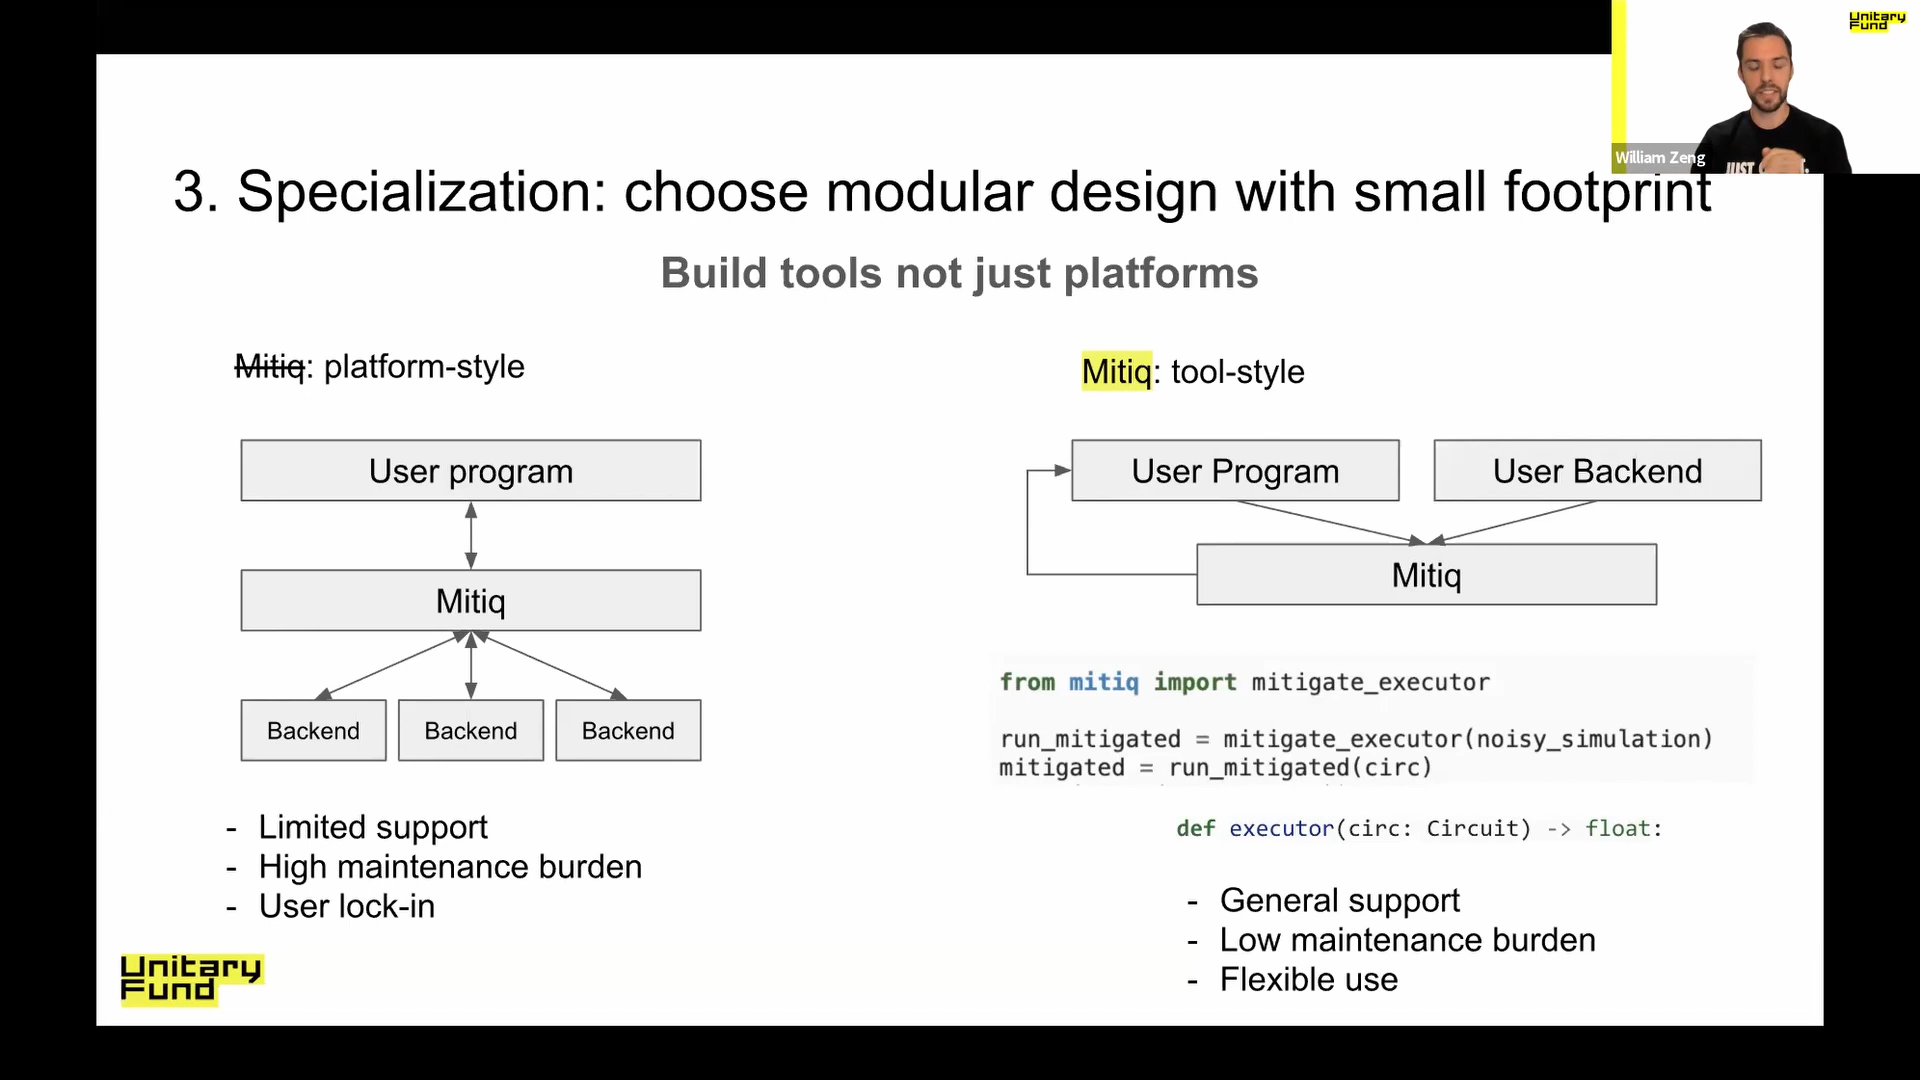 Unitary
Fund
William Zeng
3. Specialization: choose modular design with small footprint
Build tools not just platforms
Mitiq: platform-style
User program
Mitiq
Backend
Backend
Backend
- Limited support
- High maintenance burden
- User lock-in
Mitiq: tool-style
User Program
User Backend
Mitiq
from mitiq import mitigate_executor
run_mitigated = mitigate_executor(noisy_simulation)
mitigated = run_mitigated(circ)
def executor(circ: Circuit) -> float:
- General support
- Low maintenance burden
- Flexible use
Unitary
Fund